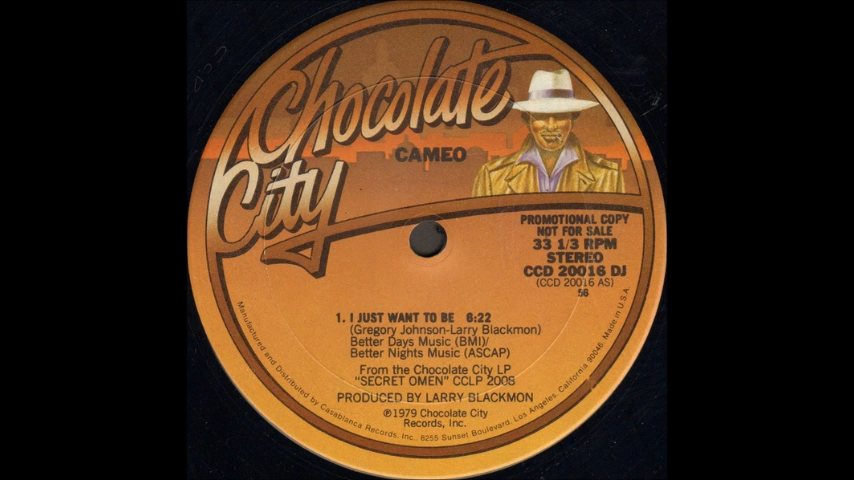 Chocolate
City
CAMEO
PROMOTIONAL COPY
NOT FOR SALE
33 1/3 RPM
STEREO
CCD 20016 DJ
(CCD 20016 AS)
56
1. I JUST WANT TO BE 6:22
(Gregory Johnson-Larry Blackmon)
Better Days Music (BMI)/
Better Nights Music (ASCAP)
From the Chocolate City LP
"SECRET OMEN" CCLP 2008
PRODUCED BY LARRY BLACKMON
℗1979 Chocolate City
Records, Inc.
Manufactured and Distributed by Casablanca Records, Inc., 8255 Sunset Boulevard, Los Angeles, California 90046. Made in U.S.A.